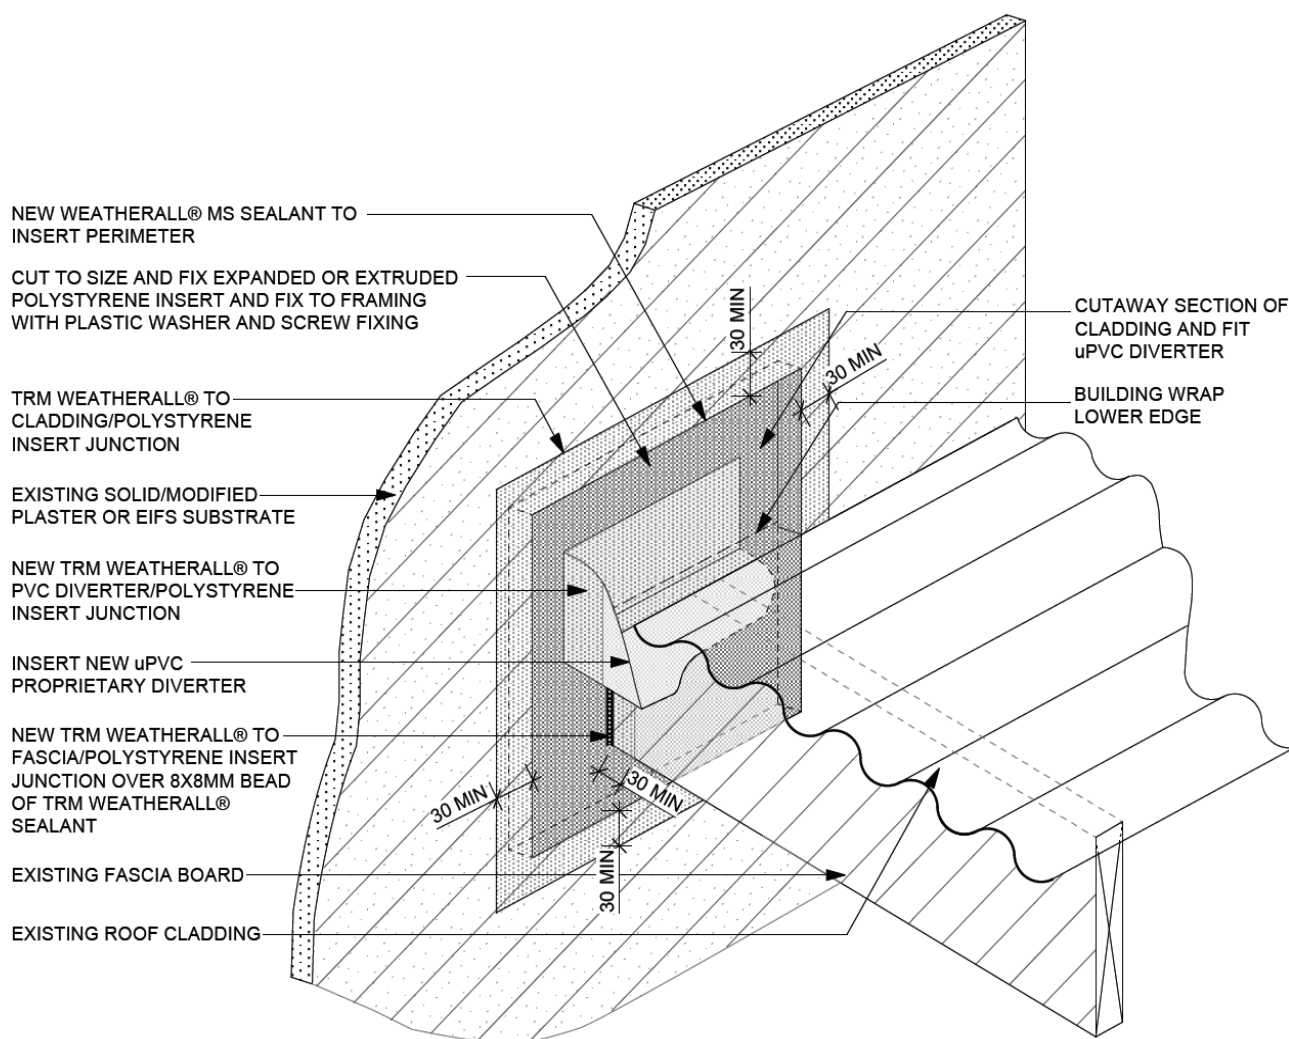 NEW WEATHERALL® MS SEALANT TO
INSERT PERIMETER
CUT TO SIZE AND FIX EXPANDED OR EXTRUDED
POLYSTYRENE INSERT AND FIX TO FRAMING
WITH PLASTIC WASHER AND SCREW FIXING
TRM WEATHERALL® TO
CLADDING/POLYSTYRENE
INSERT JUNCTION
EXISTING SOLID/MODIFIED
PLASTER OR EIFS SUBSTRATE
NEW TRM WEATHERALL® TO
PVC DIVERTER/POLYSTYRENE
INSERT JUNCTION
INSERT NEW uPVC
PROPRIETARY DIVERTER
NEW TRM WEATHERALL® TO
FASCIA/POLYSTYRENE INSERT
JUNCTION OVER 8X8MM BEAD
OF TRM WEATHERALL®
SEALANT
EXISTING FASCIA BOARD
EXISTING ROOF CLADDING
30 MIN
30 MIN
30 MIN
30 MIN
30 MIN
CUTAWAY SECTION OF
CLADDING AND FIT
uPVC DIVERTER
BUILDING WRAP
LOWER EDGE